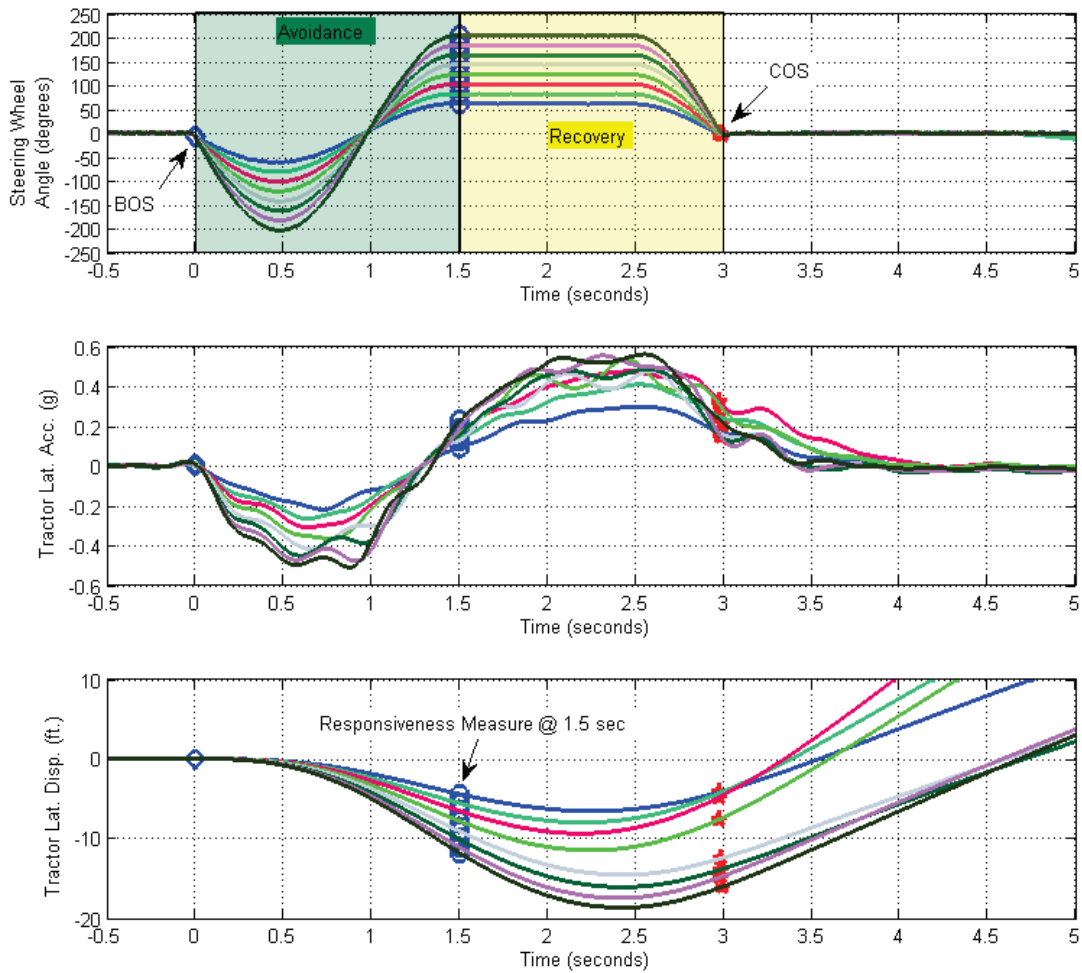 250
200
150
100
50
0
-50
-100
-150
-200
250
Steering Wheel
Angle (degrees)
Avoidance
Recovery
BOS
COS
-0.5 0 0.5 1 1.5 2 2.5 3 3.5 4 4.5 5
Time (seconds)
0.6
0.4
0.2
0
-0.2
-0.4
-0.6
Tractor Lat. Acc. (g)
-0.5 0 0.5 1 1.5 2 2.5 3 3.5 4 4.5 5
Time (seconds)
10
0
-10
-20
Tractor Lat. Disp. (ft.)
Responsiveness Measure @ 1.5 sec
-0.5 0 0.5 1 1.5 2 2.5 3 3.5 4 4.5 5
Time (seconds)